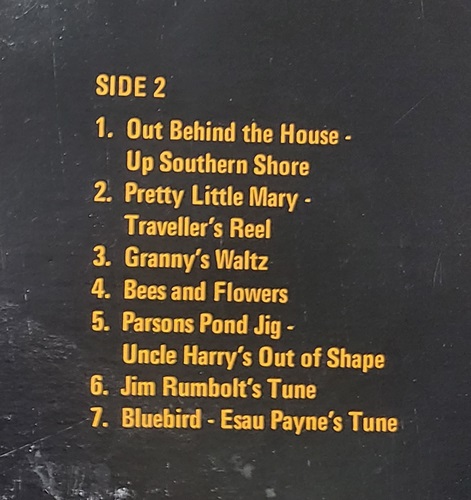 SIDE 2
1. Out Behind the House -
Up Southern Shore
2. Pretty Little Mary -
Traveller's Reel
3. Granny's Waltz
4. Bees and Flowers
5. Parsons Pond Jig -
Uncle Harry's Out of Shape
6. Jim Rumbolt's Tune
7. Bluebird - Esau Payne's Tune